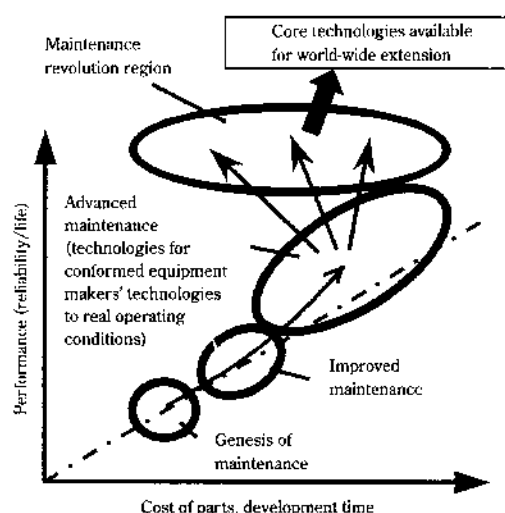 Core technologies available
for world-wide extension
Maintenance
revolution region
Advanced
maintenance
(technologies for
conformed equipment
makers' technologies
to real operating
conditions)
Improved
maintenance
Genesis of
maintenance
Performance (reliability/life)
Cost of parts, development time